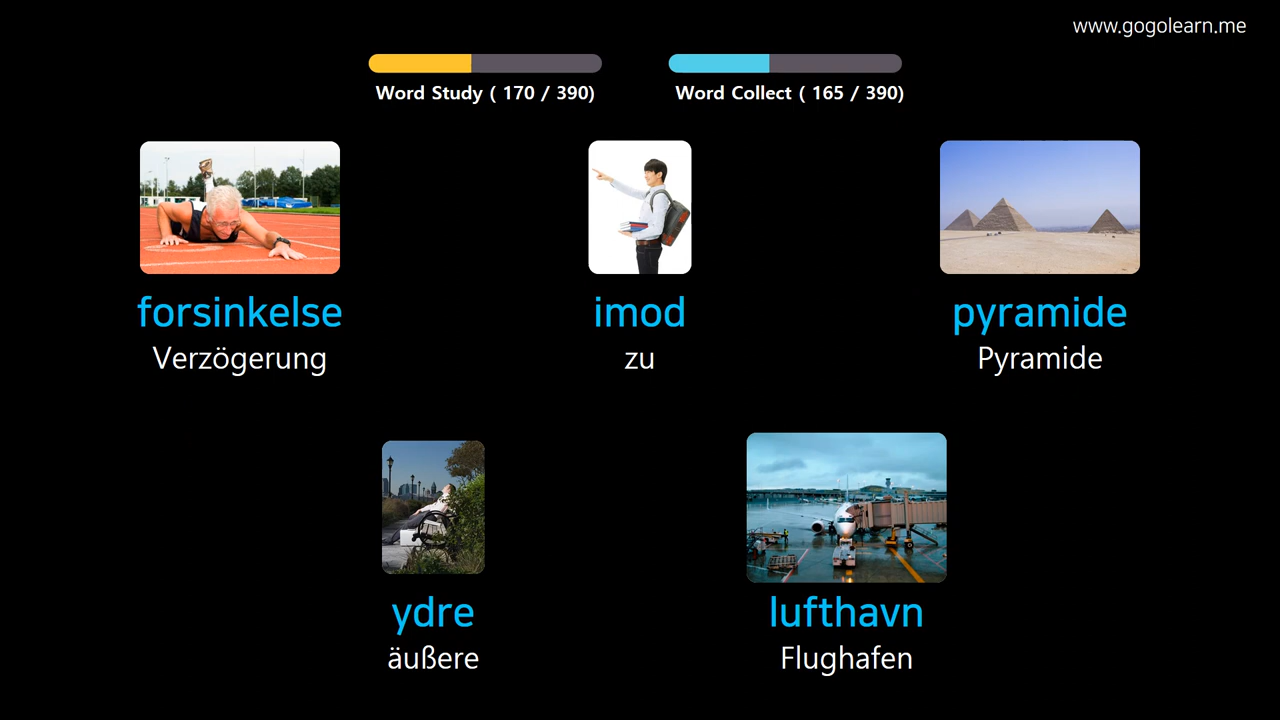 www.gogolearn.me
Word Study ( 170 / 390)
Word Collect ( 165 / 390)
forsinkelse
Verzögerung
imod
zu
pyramide
Pyramide
ydre
äußere
lufthavn
Flughafen